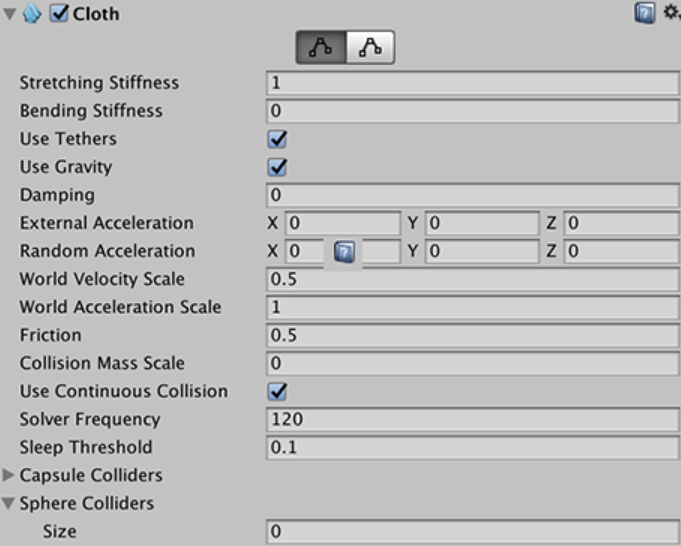 Cloth
Stretching Stiffness 1
Bending Stiffness 0
Use Tethers
Use Gravity
Damping 0
External Acceleration X 0 Y 0 Z 0
Random Acceleration X 0 Y 0 Z 0
World Velocity Scale 0.5
World Acceleration Scale 1
Friction 0.5
Collision Mass Scale 0
Use Continuous Collision
Solver Frequency 120
Sleep Threshold 0.1
Capsule Colliders
Sphere Colliders
Size 0